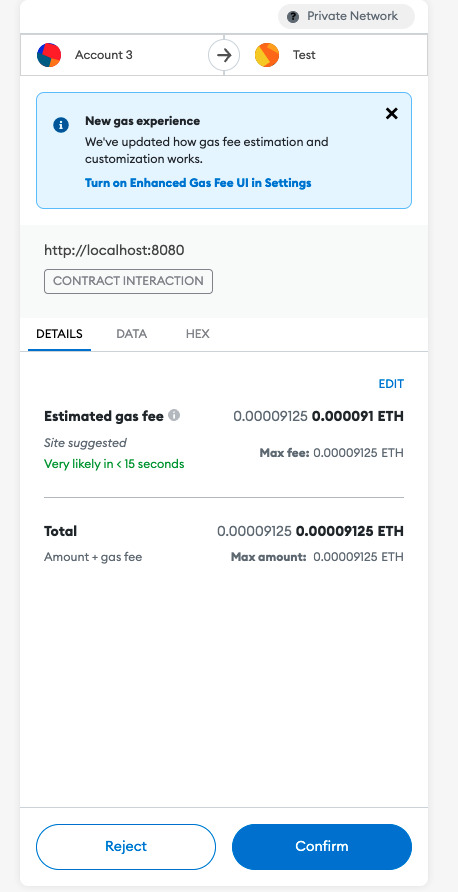 Private Network
Account 3
Test
New gas experience
We've updated how gas fee estimation and
customization works.
Turn on Enhanced Gas Fee UI in Settings
http://localhost:8080
CONTRACT INTERACTION
DETAILS DATA HEX
EDIT
Estimated gas fee 0.00009125 0.000091 ETH
Site suggested
Max fee: 0.00009125 ETH
Very likely in < 15 seconds
Total 0.00009125 0.00009125 ETH
Amount + gas fee Max amount: 0.00009125 ETH
Reject Confirm